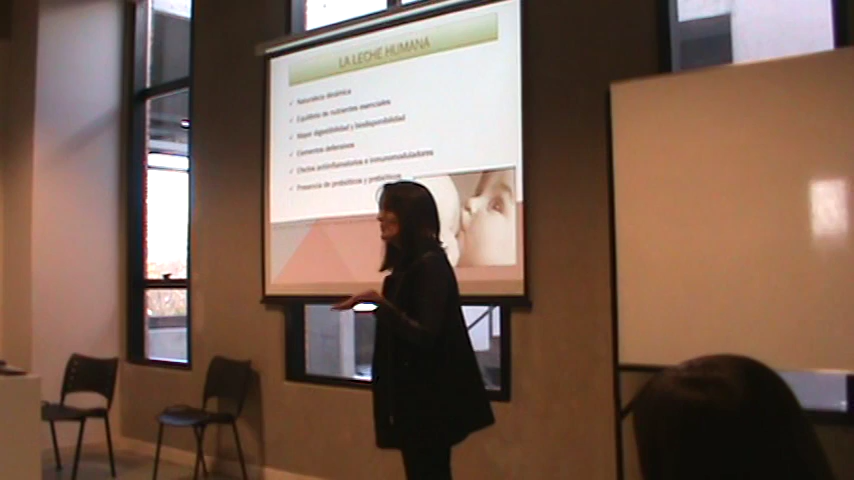 LA LECHE HUMANA
Naturaleza dinámica
Equilibrio de nutrientes esenciales
Mayor digestibilidad y biodisponibilidad
Elementos defensivos
Efectos antiinflamatorios e inmunomoduladores
Presencia de probióticos y prebióticos